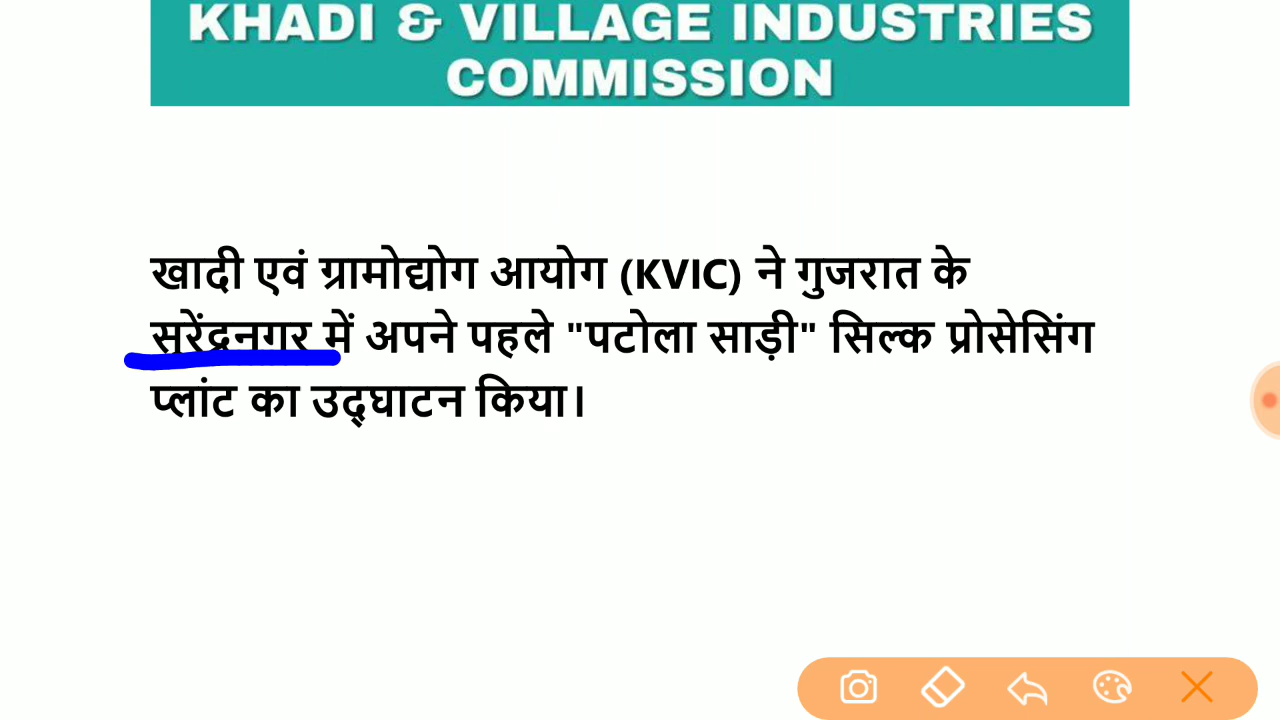 KHADI & VILLAGE INDUSTRIES
COMMISSION
खादी एवं ग्रामोद्योग आयोग (KVIC) ने गुजरात के
सुरेंद्रनगर में अपने पहले "पटोला साड़ी" सिल्क प्रोसेसिंग
प्लांट का उद्घाटन किया।